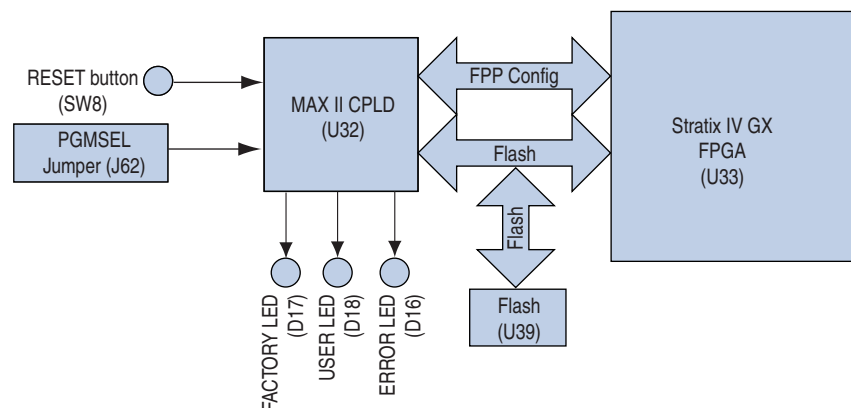 RESET button
(SW8)
PGMSEL
Jumper (J62)
MAX II CPLD
(U32)
FPP Config
Flash
Flash
Flash
(U39)
Stratix IV GX
FPGA
(U33)
FACTORY LED
(D17)
USER LED
(D18)
ERROR LED
(D16)